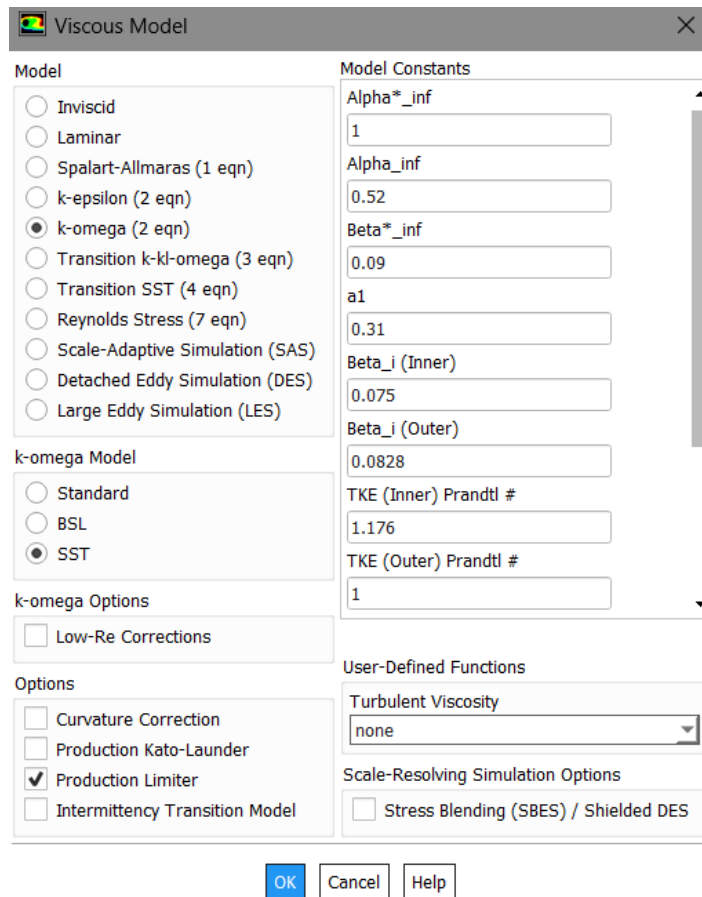 Viscous Model
Model
Inviscid
Laminar
Spalart-Allmaras (1 eqn)
k-epsilon (2 eqn)
k-omega (2 eqn)
Transition k-kl-omega (3 eqn)
Transition SST (4 eqn)
Reynolds Stress (7 eqn)
Scale-Adaptive Simulation (SAS)
Detached Eddy Simulation (DES)
Large Eddy Simulation (LES)
k-omega Model
Standard
BSL
SST
k-omega Options
Low-Re Corrections
Options
Curvature Correction
Production Kato-Launder
Production Limiter
Intermittency Transition Model
Model Constants
Alpha*_inf
1
Alpha_inf
0.52
Beta*_inf
0.09
a1
0.31
Beta_i (Inner)
0.075
Beta_i (Outer)
0.0828
TKE (Inner) Prandtl #
1.176
TKE (Outer) Prandtl #
1
User-Defined Functions
Turbulent Viscosity
none
Scale-Resolving Simulation Options
Stress Blending (SBES) / Shielded DES
OK
Cancel
Help